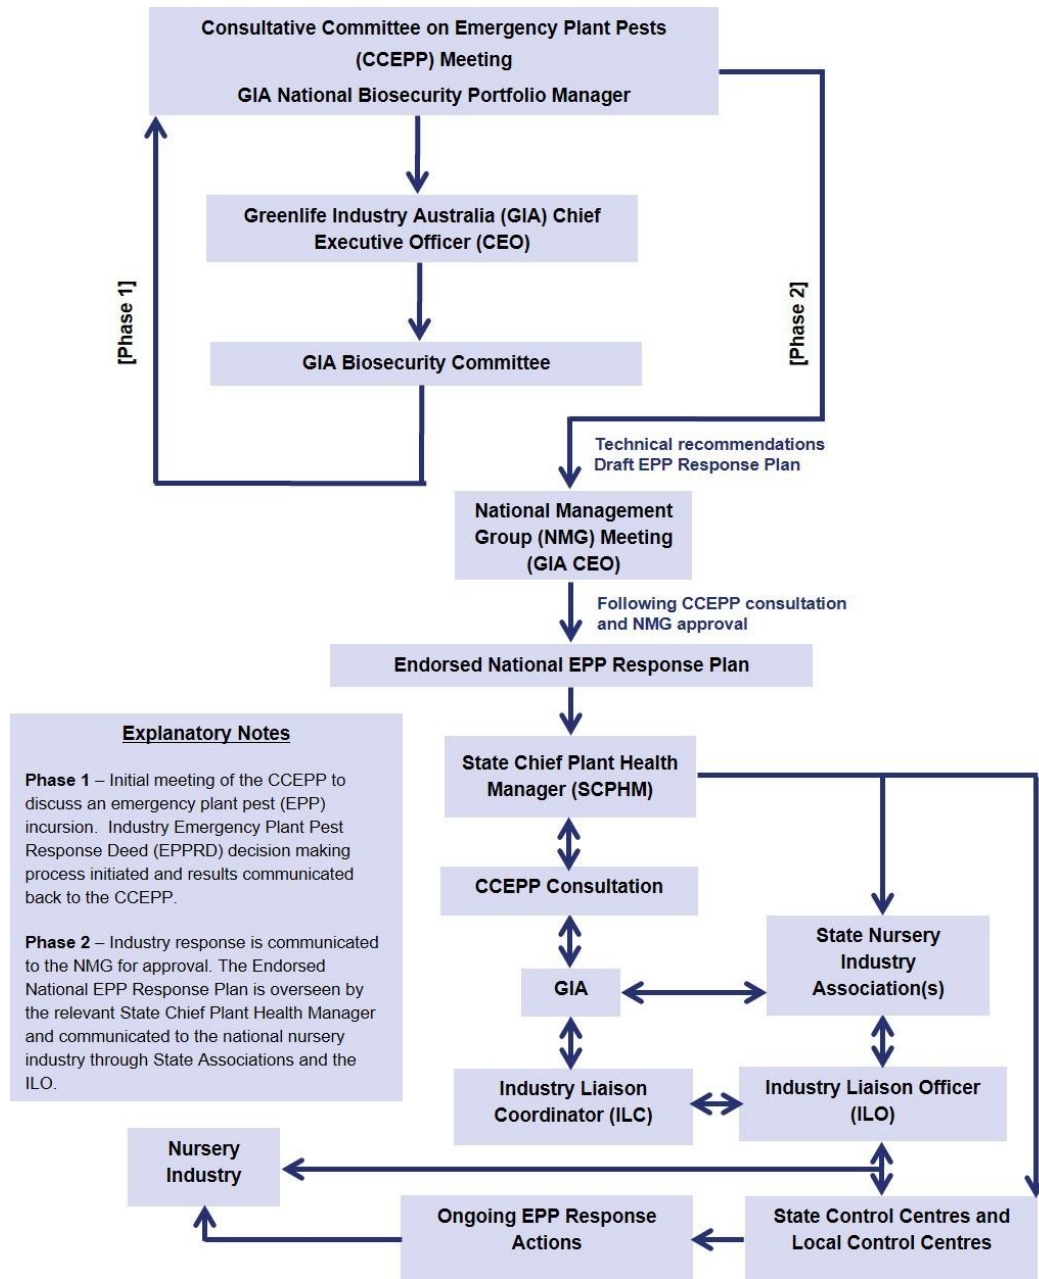 Consultative Committee on Emergency Plant Pests
(CCEPP) Meeting
GIA National Biosecurity Portfolio Manager
Greenlife Industry Australia (GIA) Chief
Executive Officer (CEO)
[Phase 1]
[Phase 2]
GIA Biosecurity Committee
Technical recommendations
Draft EPP Response Plan
National Management
Group (NMG) Meeting
(GIA CEO)
Following CCEPP consultation
and NMG approval
Endorsed National EPP Response Plan
Explanatory Notes
Phase 1 – Initial meeting of the CCEPP to
discuss an emergency plant pest (EPP)
incursion. Industry Emergency Plant Pest
Response Deed (EPPRD) decision making
process initiated and results communicated
back to the CCEPP.
Phase 2 – Industry response is communicated
to the NMG for approval. The Endorsed
National EPP Response Plan is overseen by
the relevant State Chief Plant Health Manager
and communicated to the national nursery
industry through State Associations and the
ILO.
State Chief Plant Health
Manager (SCPHM)
CCEPP Consultation
State Nursery
Industry
Association(s)
GIA
Industry Liaison
Coordinator (ILC)
Industry Liaison Officer
(ILO)
Nursery
Industry
Ongoing EPP Response
Actions
State Control Centres and
Local Control Centres